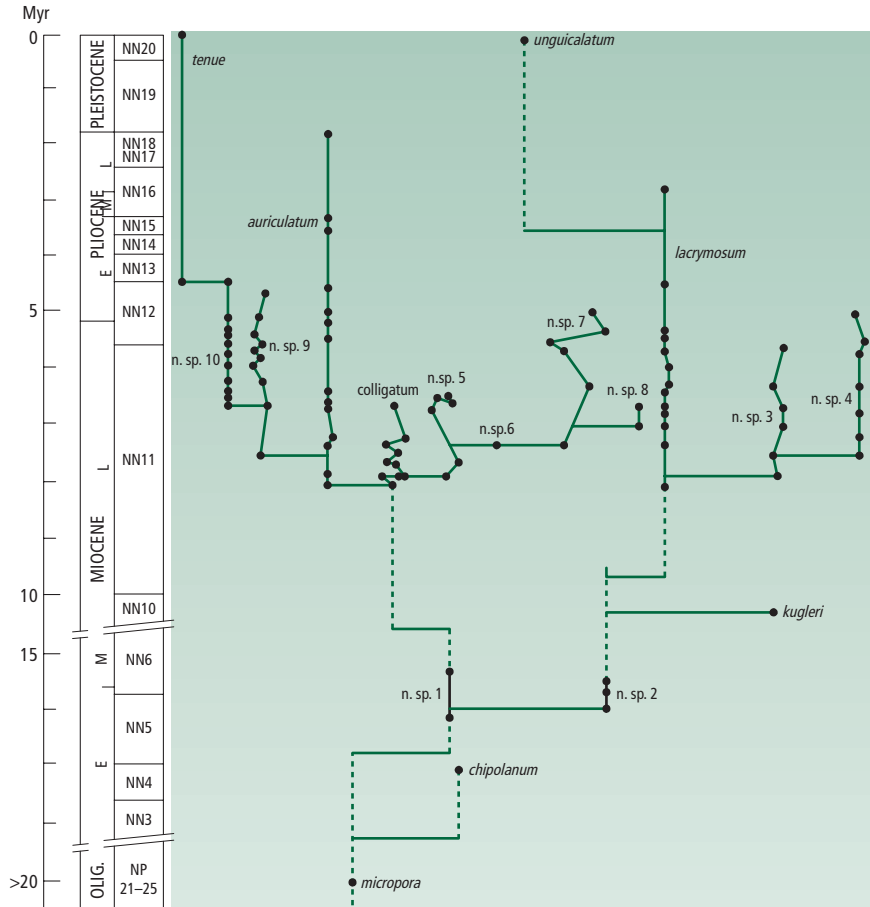 Myr
0
5
10
15
>20
PLEISTOCENE
PLIOCENE
L
M
E
MIOCENE
L
M
E
OLIG.
NN20
NN19
NN18
NN17
NN16
NN15
NN14
NN13
NN12
NN11
NN10
NN6
NN5
NN4
NN3
NP
21–25
tenue
unguicalatum
auriculatum
lacrymosum
n. sp. 10
n. sp. 9
colligatum
n.sp. 5
n.sp.6
n.sp. 7
n. sp. 8
n. sp. 3
n. sp. 4
kugleri
n. sp. 1
n. sp. 2
chipolanum
micropora